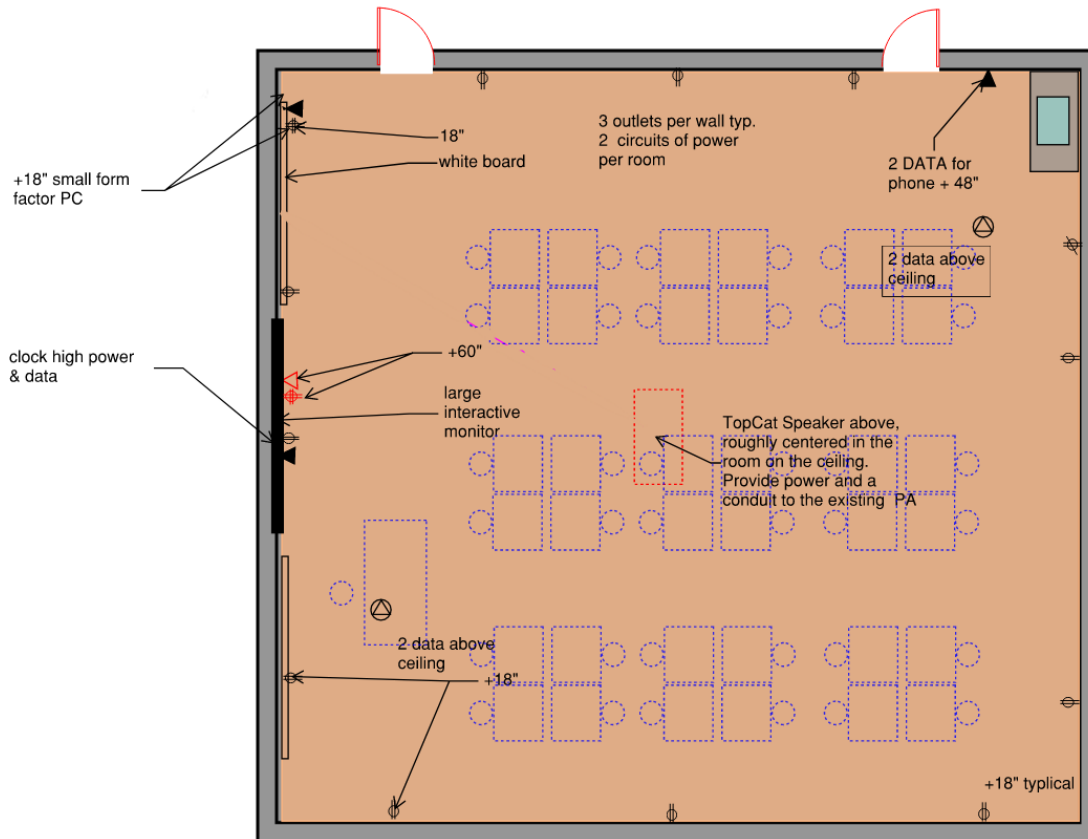 3 outlets per wall typ.
2 circuits of power
per room
18"
white board
+18" small form
factor PC
2 DATA for
phone + 48"
2 data above
ceiling
clock high power
& data
+60"
large
interactive
monitor
TopCat Speaker above,
roughly centered in the
room on the ceiling.
Provide power and a
conduit to the existing PA
2 data above
ceiling
+18"
+18" typlical